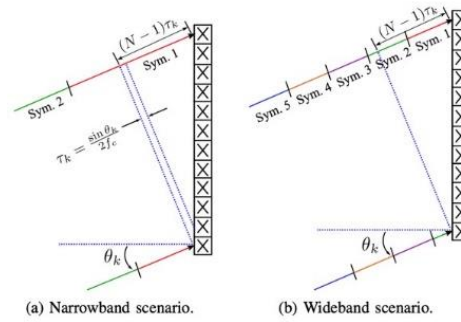 (N − 1)τ_k
Sym. 1
Sym. 2
τ_k = sin θ_k / 2f_c
θ_k
(a) Narrowband scenario.
(N − 1)τ_k
Sym. 1
Sym. 2
Sym. 3
Sym. 4
Sym. 5
θ_k
(b) Wideband scenario.